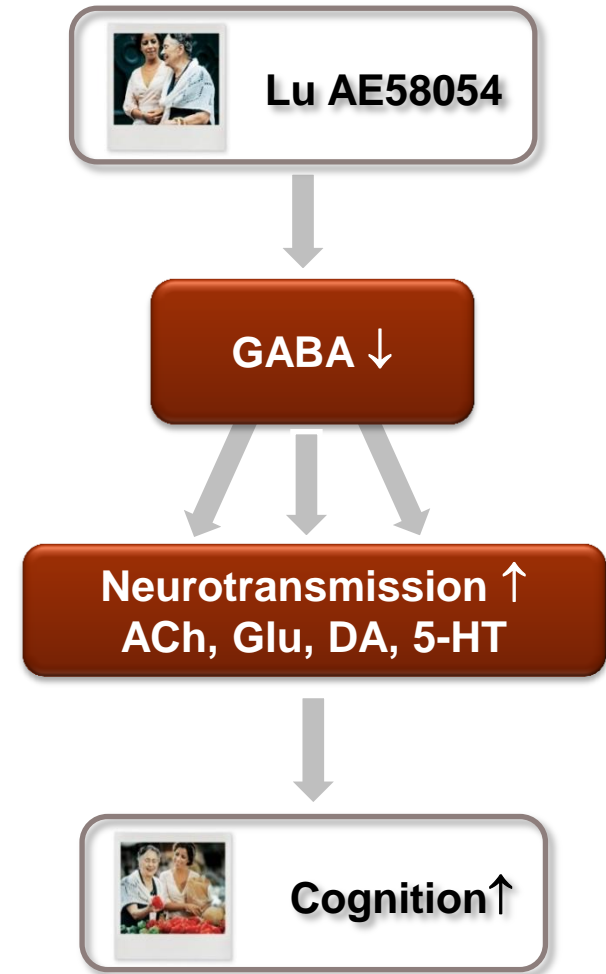 Lu AE58054
GABA ↓
Neurotransmission ↑
ACh, Glu, DA, 5-HT
Cognition↑